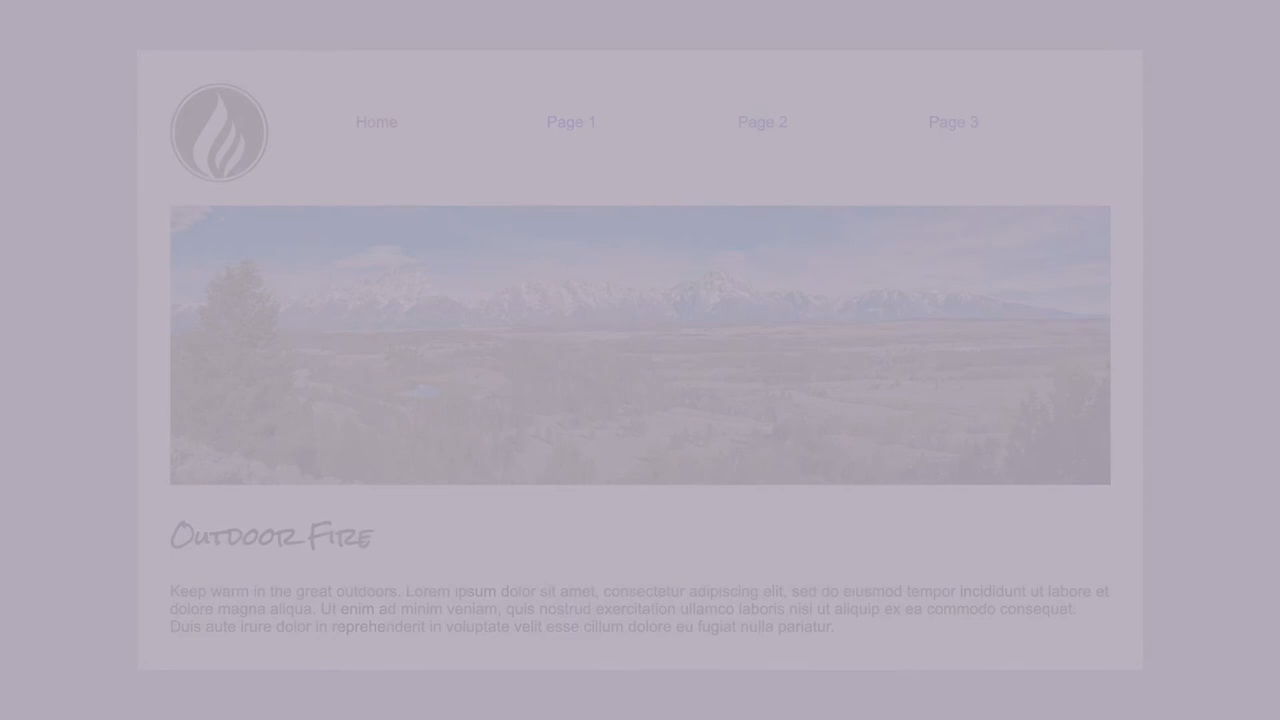 Home
Page 1
Page 2
Page 3
Outdoor Fire
Keep warm in the great outdoors. Lorem ipsum dolor sit amet, consectetur adipiscing elit, sed do eiusmod tempor incididunt ut labore et
dolore magna aliqua. Ut enim ad minim veniam, quis nostrud exercitation ullamco laboris nisi ut aliquip ex ea commodo consequat.
Duis aute irure dolor in reprehenderit in voluptate velit esse cillum dolore eu fugiat nulla pariatur.